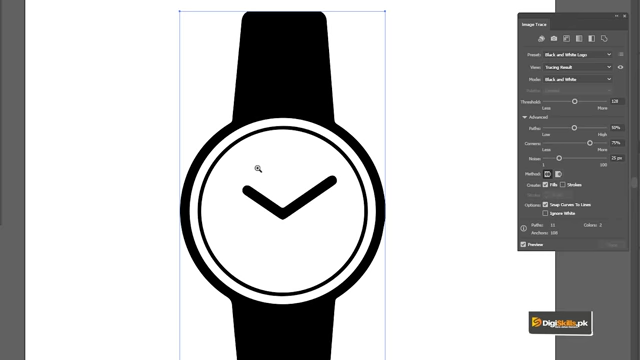 Image Trace
Preset: Black and White Logo
View: Tracing Result
Mode: Black and White
Threshold: 128
Less More
Advanced
Paths: 50%
Low High
Corners: 75%
Less More
Noise: 25 px
1 100
Method:
Create: Fills Strokes
Options: Snap Curves To Lines
Ignore White
Paths: 11 Colors: 2
Anchors: 108
Preview
DigiSkills.pk